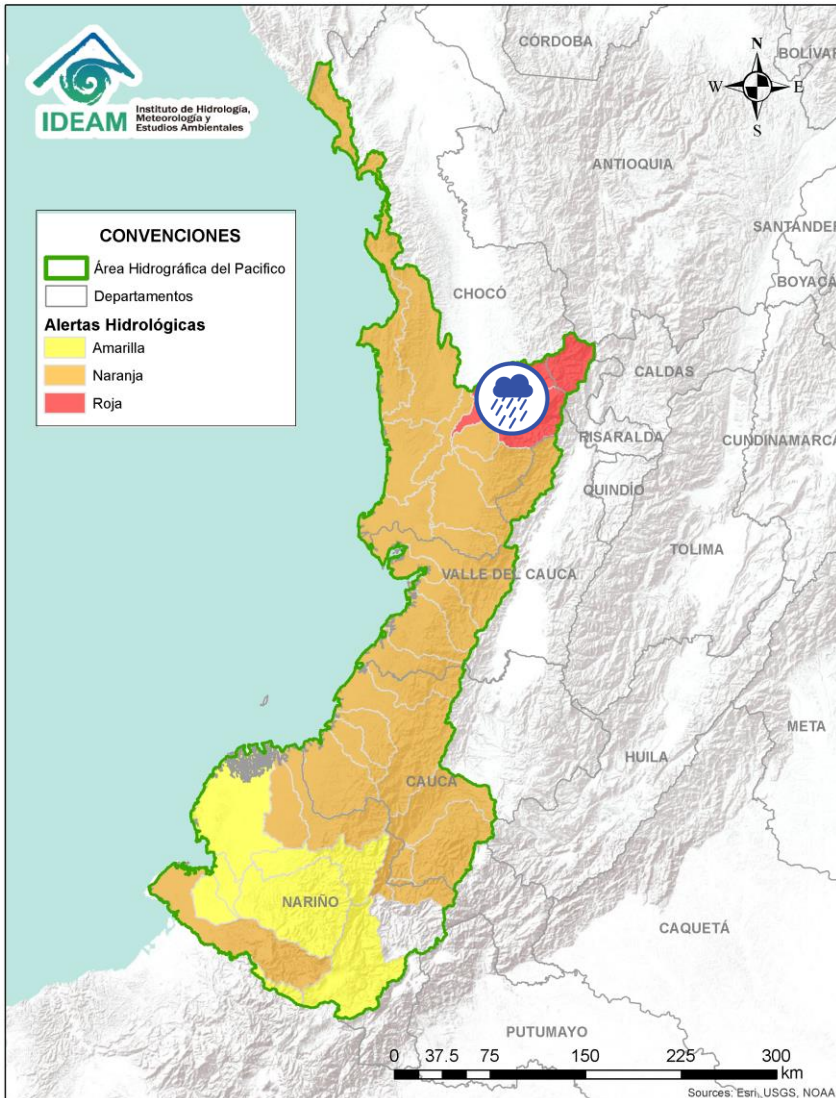 IDEAM
Instituto de Hidrología,
Meteorología y
Estudios Ambientales
CÓRDOBA
BOLÍVAR
N
W
E
S
ANTIOQUIA
SANTANDER
BOYACÁ
CONVENCIONES
Área Hidrográfica del Pacifico
Departamentos
Alertas Hidrológicas
Amarilla
Naranja
Roja
CHOCÓ
CALDAS
RISARALDA
CUNDINAMARCA
QUINDÍO
TOLIMA
VALLE DEL CAUCA
META
HUILA
CAUCA
NARIÑO
CAQUETÁ
PUTUMAYO
0 37.5 75 150 225 300
km
Sources: Esri, USGS, NOAA